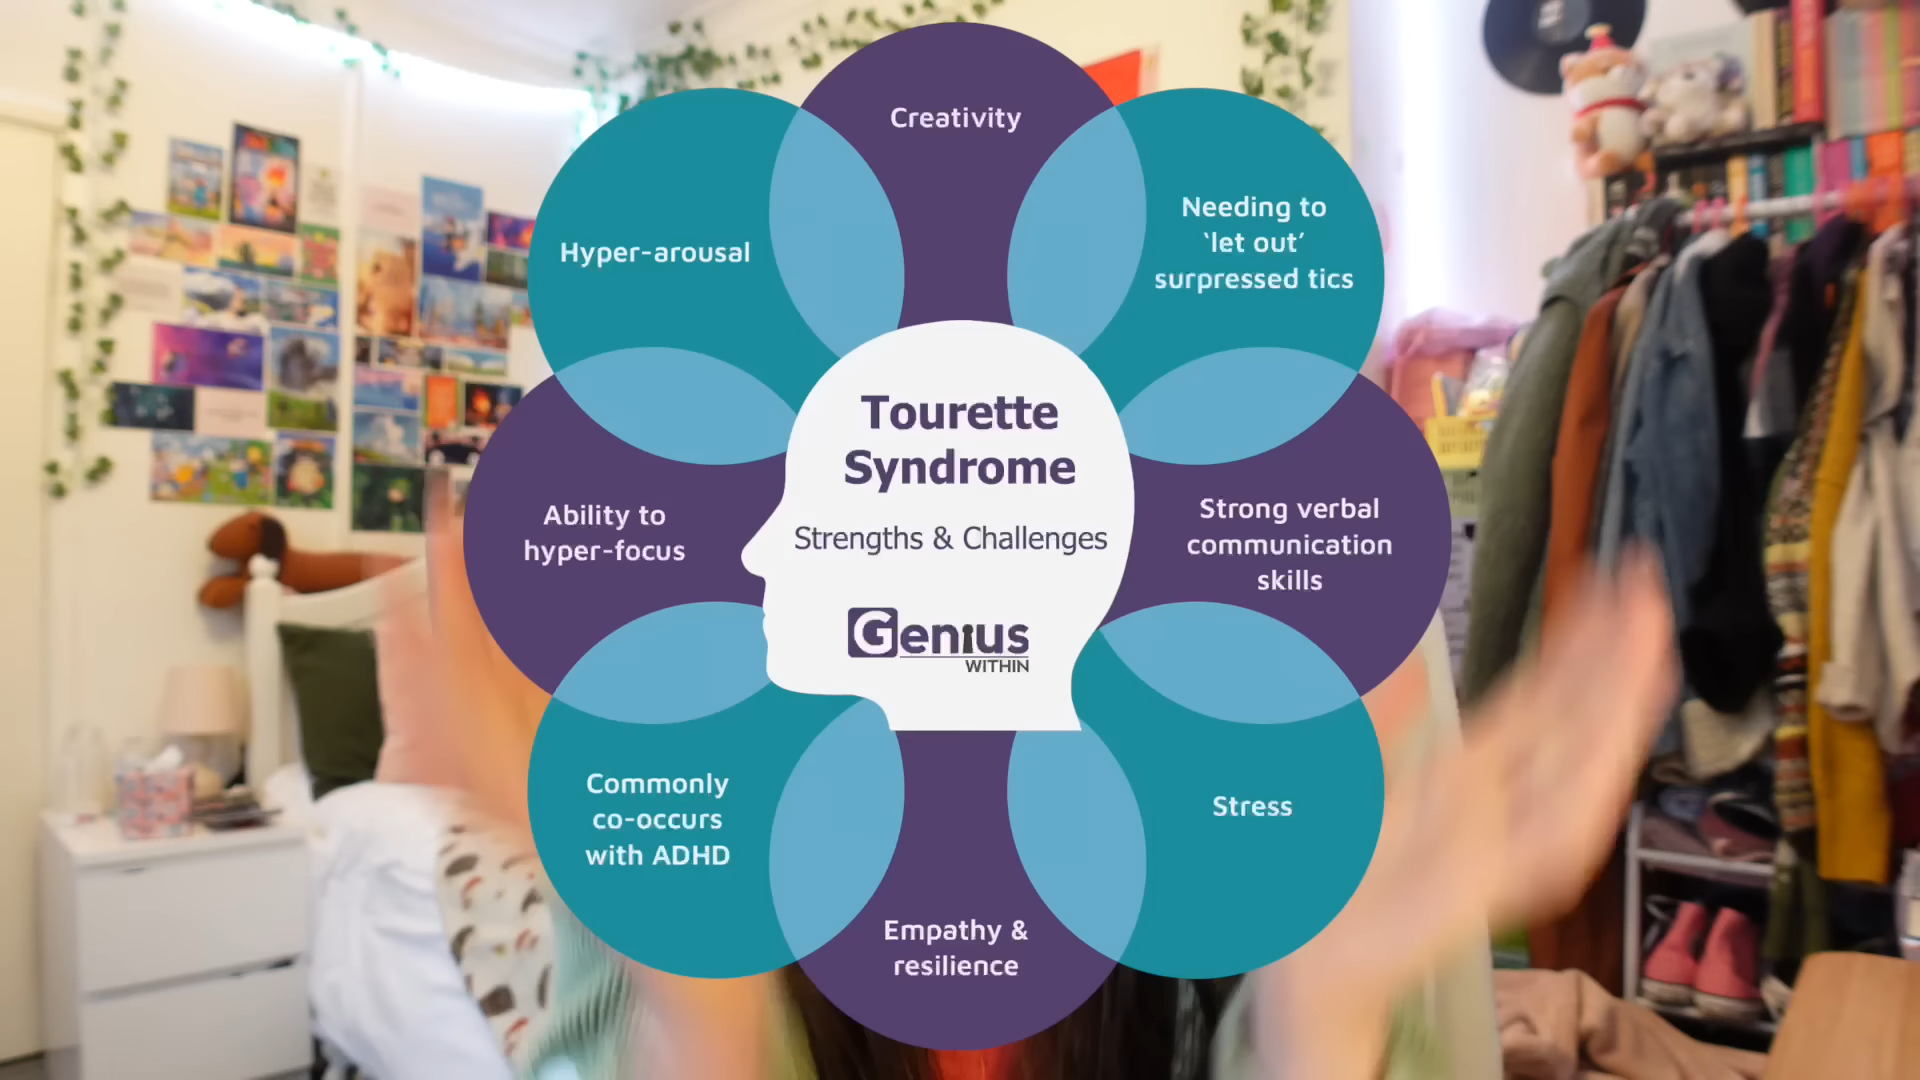 Creativity
Needing to
‘let out’
surpressed tics
Hyper-arousal
Tourette
Syndrome
Strengths & Challenges
Genius
WITHIN
Ability to
hyper-focus
Strong verbal
communication
skills
Commonly
co-occurs
with ADHD
Stress
Empathy &
resilience